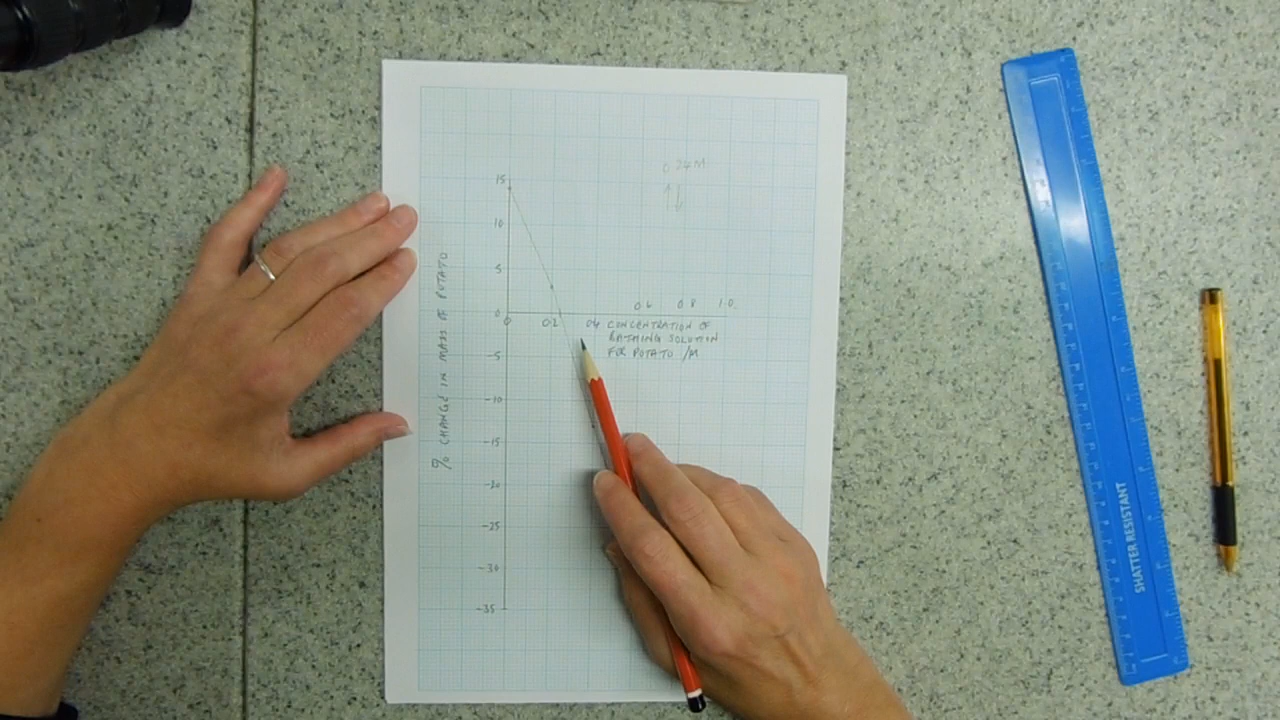 0.24M
15
10
5
0
-5
-10
-15
-20
-25
-30
-35
0 0.2 0.4 0.6 0.8 1.0
% CHANGE IN MASS OF POTATO
CONCENTRATION OF
BATHING SOLUTION
FOR POTATO /M
SHATTER RESISTANT